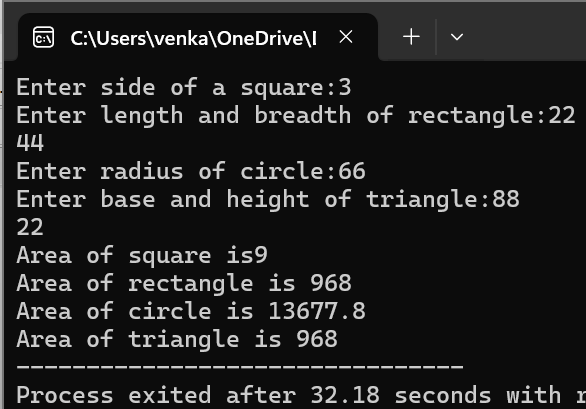 C:\Users\venka\OneDrive\I
Enter side of a square:3
Enter length and breadth of rectangle:22
44
Enter radius of circle:66
Enter base and height of triangle:88
22
Area of square is9
Area of rectangle is 968
Area of circle is 13677.8
Area of triangle is 968
--------------------------------
Process exited after 32.18 seconds with r